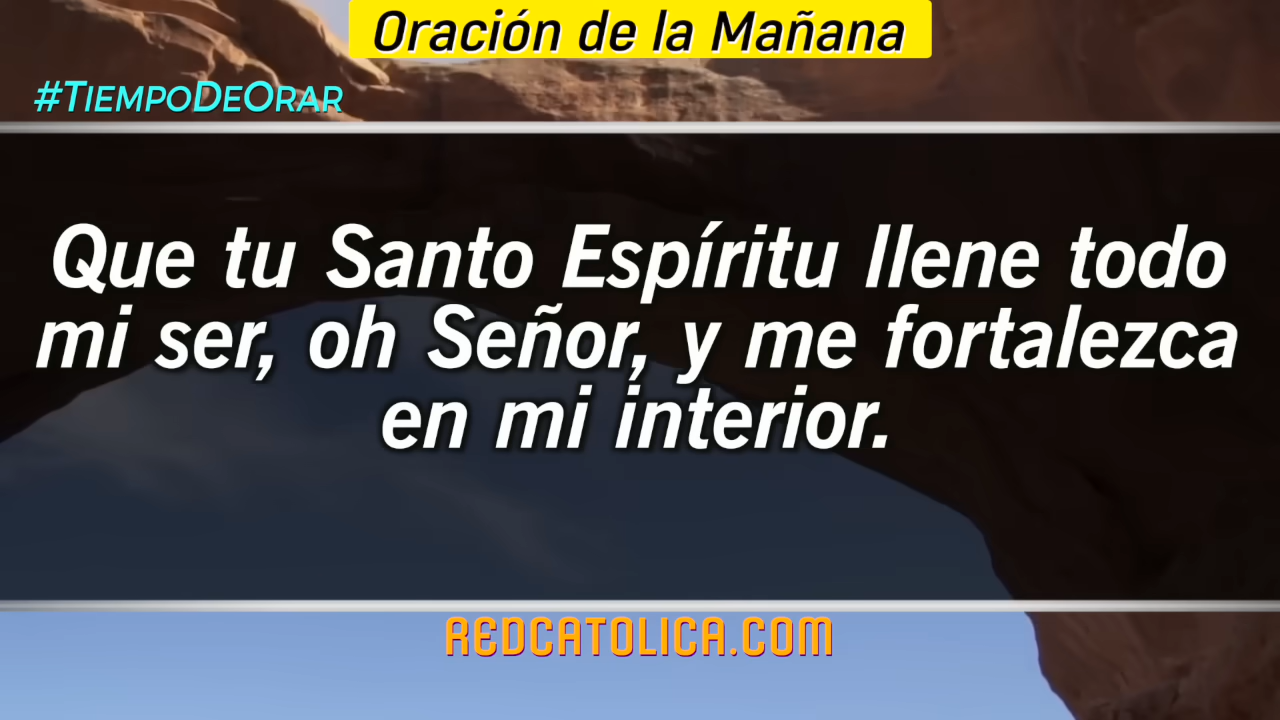 Oración de la Mañana
#TIEMPODEORAR
Que tu Santo Espíritu llene todo
mi ser, oh Señor, y me fortalezca
en mi interior.
REDCATOLICA.COM